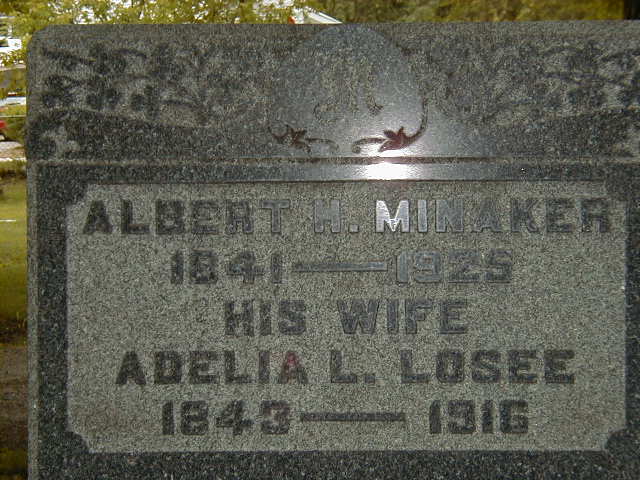 M
ALBERT H. MINAKER
1841 — 1925
HIS WIFE
ADELIA L. LOSEE
1843 — 1916